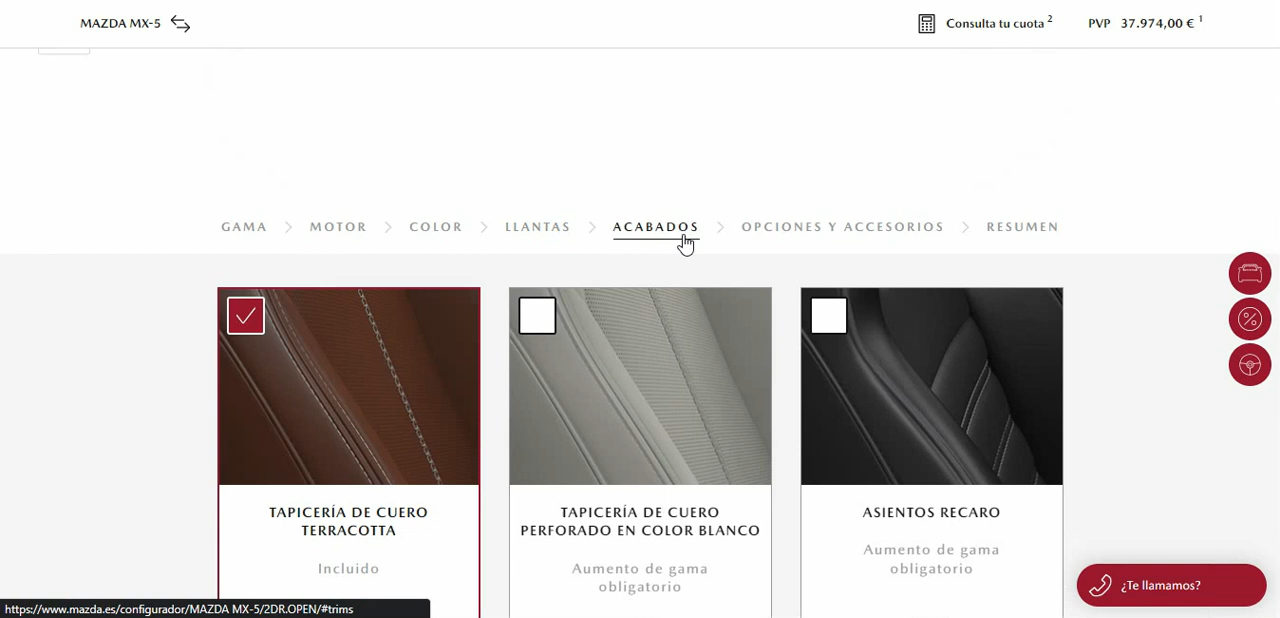 MAZDA MX-5
Consulta tu cuota 2
PVP 37.974,00 € 1
GAMA MOTOR COLOR LLANTAS ACABADOS OPCIONES Y ACCESORIOS RESUMEN
TAPICERÍA DE CUERO
TERRACOTTA
Incluido
TAPICERÍA DE CUERO
PERFORADO EN COLOR BLANCO
Aumento de gama
obligatorio
ASIENTOS RECARO
Aumento de gama
obligatorio
¿Te llamamos?
https://www.mazda.es/configurador/MAZDA MX-5/2DR.OPEN/#trims